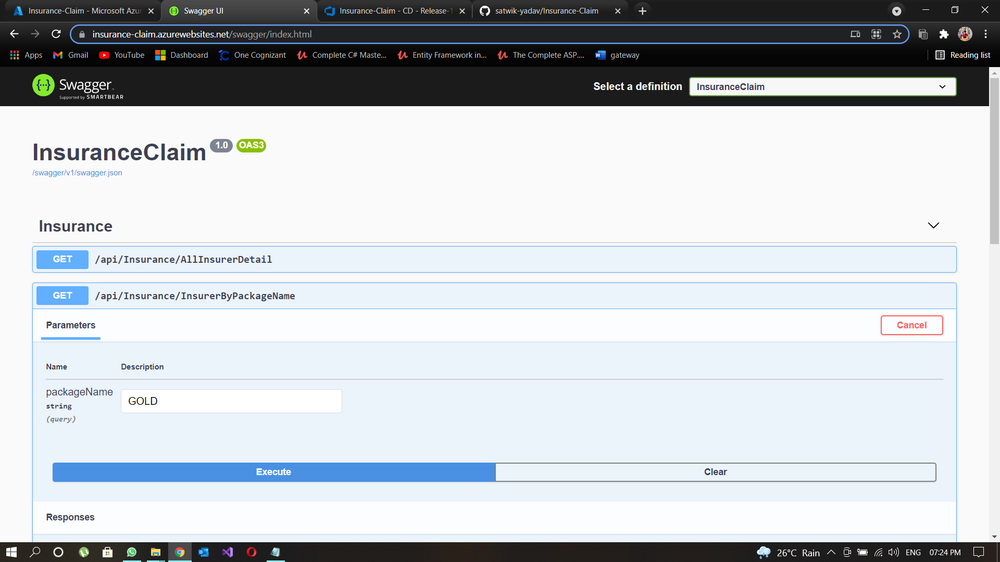 Insurance-Claim - Microsoft Azur
Swagger UI
Insurance-Claim - CD - Release-1
satwik-yadav/Insurance-Claim
insurance-claim.azurewebsites.net/swagger/index.html
Apps
Gmail
YouTube
Dashboard
One Cognizant
Complete C# Maste...
Entity Framework in...
The Complete ASP....
gateway
Reading list
Swagger
Supported by SMARTBEAR
Select a definition
InsuranceClaim
InsuranceClaim 1.0 OAS3
/swagger/v1/swagger.json
Insurance
GET /api/Insurance/AllInsurerDetail
GET /api/Insurance/InsurerByPackageName
Parameters
Cancel
Name Description
packageName
string
(query)
GOLD
Execute
Clear
Responses
26°C Rain
ENG
07:24 PM